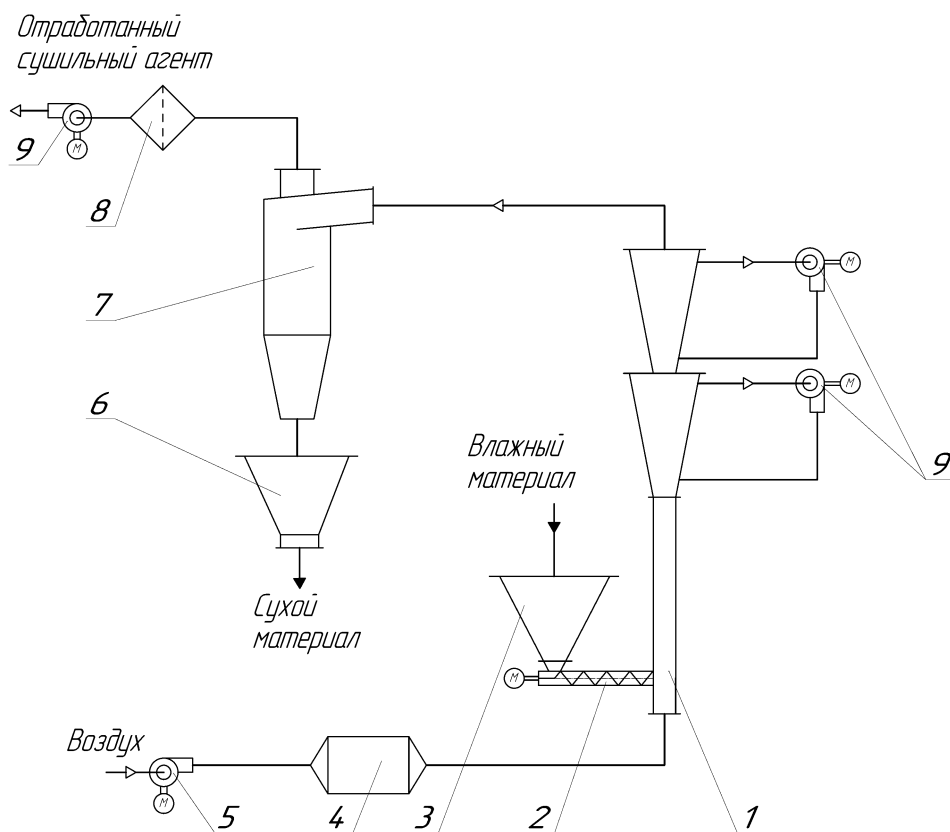 Отработанный
сушильный агент
9
М
8
7
М
6
М
Влажный
материал
9
Сухой
материал
М
Воздух
М
5
4
3
2
1